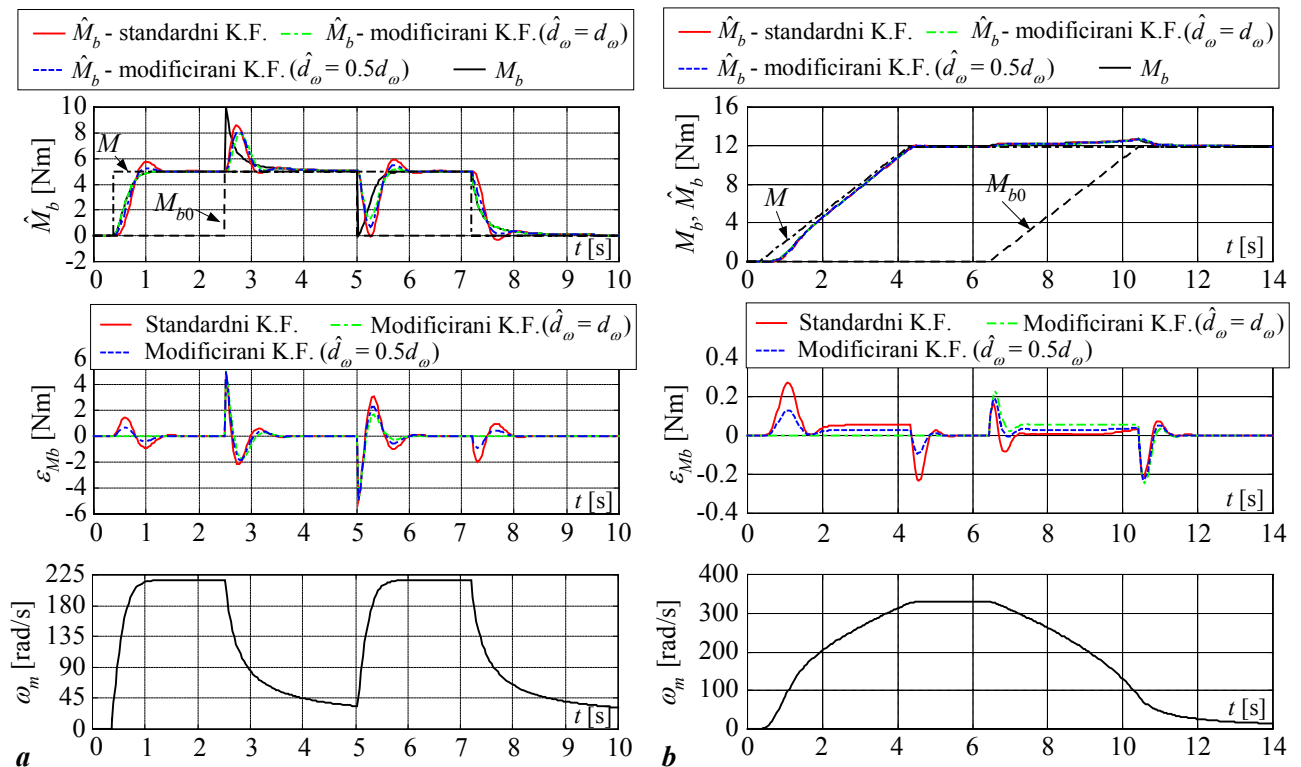 M̂_b - standardni K.F. M̂_b - modificirani K.F.(d̂_ω = d_ω)
M̂_b - modificirani K.F. (d̂_ω = 0.5d_ω) M_b
10
8
6
4
2
0
-2
M̂_b [Nm]
M
M_b0
t [s]
0 1 2 3 4 5 6 7 8 9 10
Standardni K.F. Modificirani K.F.(d̂_ω = d_ω)
Modificirani K.F. (d̂_ω = 0.5d_ω)
6
4
2
0
-2
-4
-6
ε_Mb [Nm]
t [s]
0 1 2 3 4 5 6 7 8 9 10
225
180
135
90
45
0
ω_m [rad/s]
t [s]
0 1 2 3 4 5 6 7 8 9 10
a
M̂_b - standardni K.F. M̂_b - modificirani K.F.(d̂_ω = d_ω)
M̂_b - modificirani K.F. (d̂_ω = 0.5d_ω) M_b
16
12
8
4
0
M_b, M̂_b [Nm]
M
M_b0
t [s]
0 2 4 6 8 10 12 14
Standardni K.F. Modificirani K.F.(d̂_ω = d_ω)
Modificirani K.F. (d̂_ω = 0.5d_ω)
0.4
0.2
0
-0.2
-0.4
ε_Mb [Nm]
t [s]
0 2 4 6 8 10 12 14
400
300
200
100
0
ω_m [rad/s]
t [s]
0 2 4 6 8 10 12 14
b